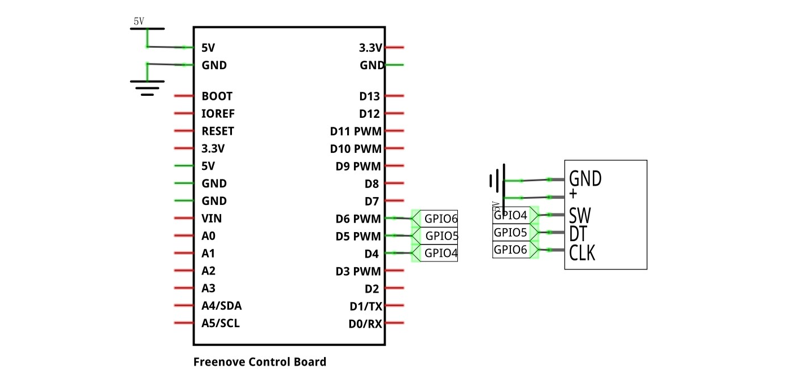 5V
5V
GND
BOOT
IOREF
RESET
3.3V
5V
GND
GND
VIN
A0
A1
A2
A3
A4/SDA
A5/SCL
3.3V
GND
D13
D12
D11 PWM
D10 PWM
D9 PWM
D8
D7
D6 PWM
D5 PWM
D4
D3 PWM
D2
D1/TX
D0/RX
GPIO6
GPIO5
GPIO4
5V
GPIO4
GPIO5
GPIO6
GND
+
SW
DT
CLK
Freenove Control Board